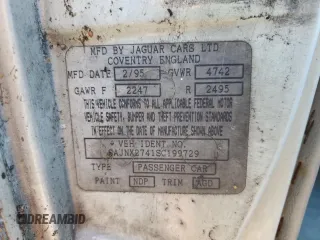 MFD BY JAGUAR CARS LTD
COVENTRY ENGLAND
MFD DATE 2/95 GVWR 4742
GAWR F 2247 R 2495
THIS VEHICLE CONFORMS TO ALL APPLICABLE FEDERAL MOTOR
VEHICLE SAFETY, BUMPER AND THEFT PREVENTION STANDARDS
IN EFFECT ON THE DATE OF MANUFACTURE SHOWN ABOVE
VEH IDENT NO.
SAJNX2741SC199729
TYPE PASSENGER CAR
PAINT NDP TRIM AGD
DREAMBID